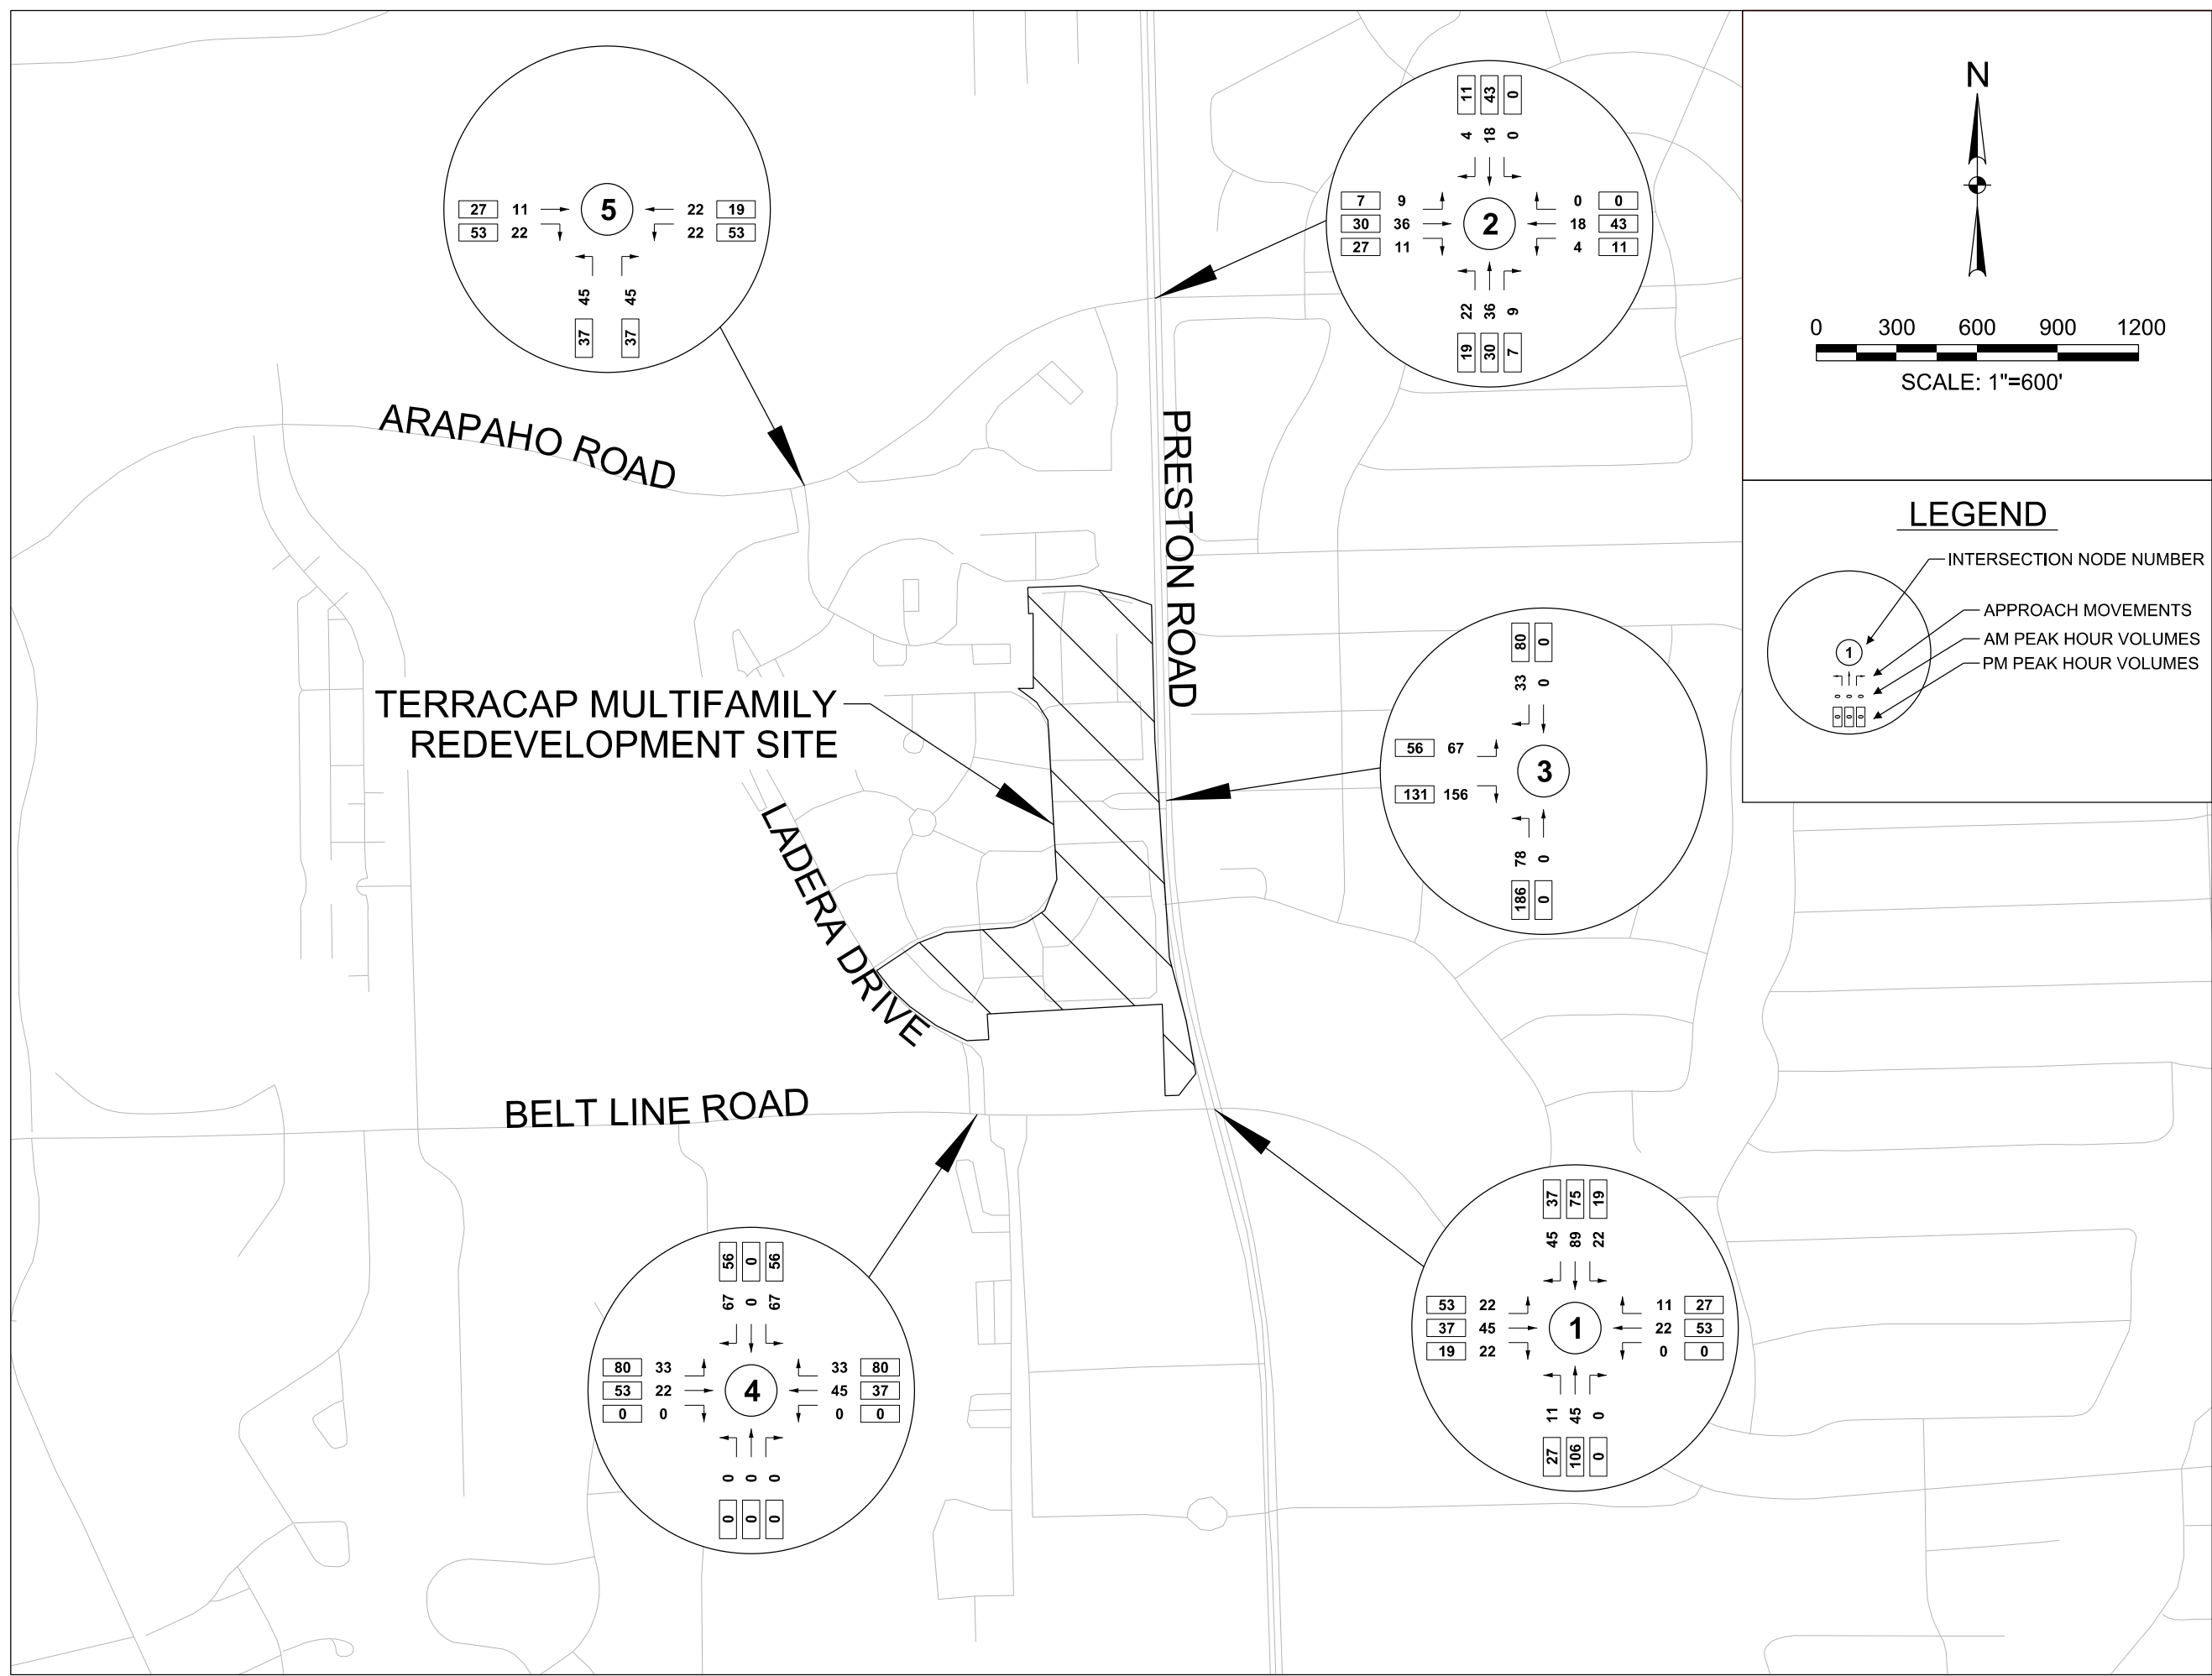 N
0 300 600 900 1200
SCALE: 1"=600'
LEGEND
INTERSECTION NODE NUMBER
1
APPROACH MOVEMENTS
AM PEAK HOUR VOLUMES
PM PEAK HOUR VOLUMES
0 0 0
0 0 0
27 11 5 22 19
53 22 22 53
45 45
37 37
11 43 0
4 18 0
7 9 0 0
30 36 2 18 43
27 11 4 11
22 36 9
19 30 7
ARAPAHO ROAD
PRESTON ROAD
80 0
33 0
56 67
3
131 156
78 0
186 0
TERRACAP MULTIFAMILY
REDEVELOPMENT SITE
LADERA DRIVE
BELT LINE ROAD
56 0 56
67 0 67
80 33 33 80
53 22 4 45 37
0 0 0 0
0 0 0
0 0 0
37 75 19
45 89 22
53 22 11 27
37 45 1 22 53
19 22 0 0
11 45 0
27 106 0